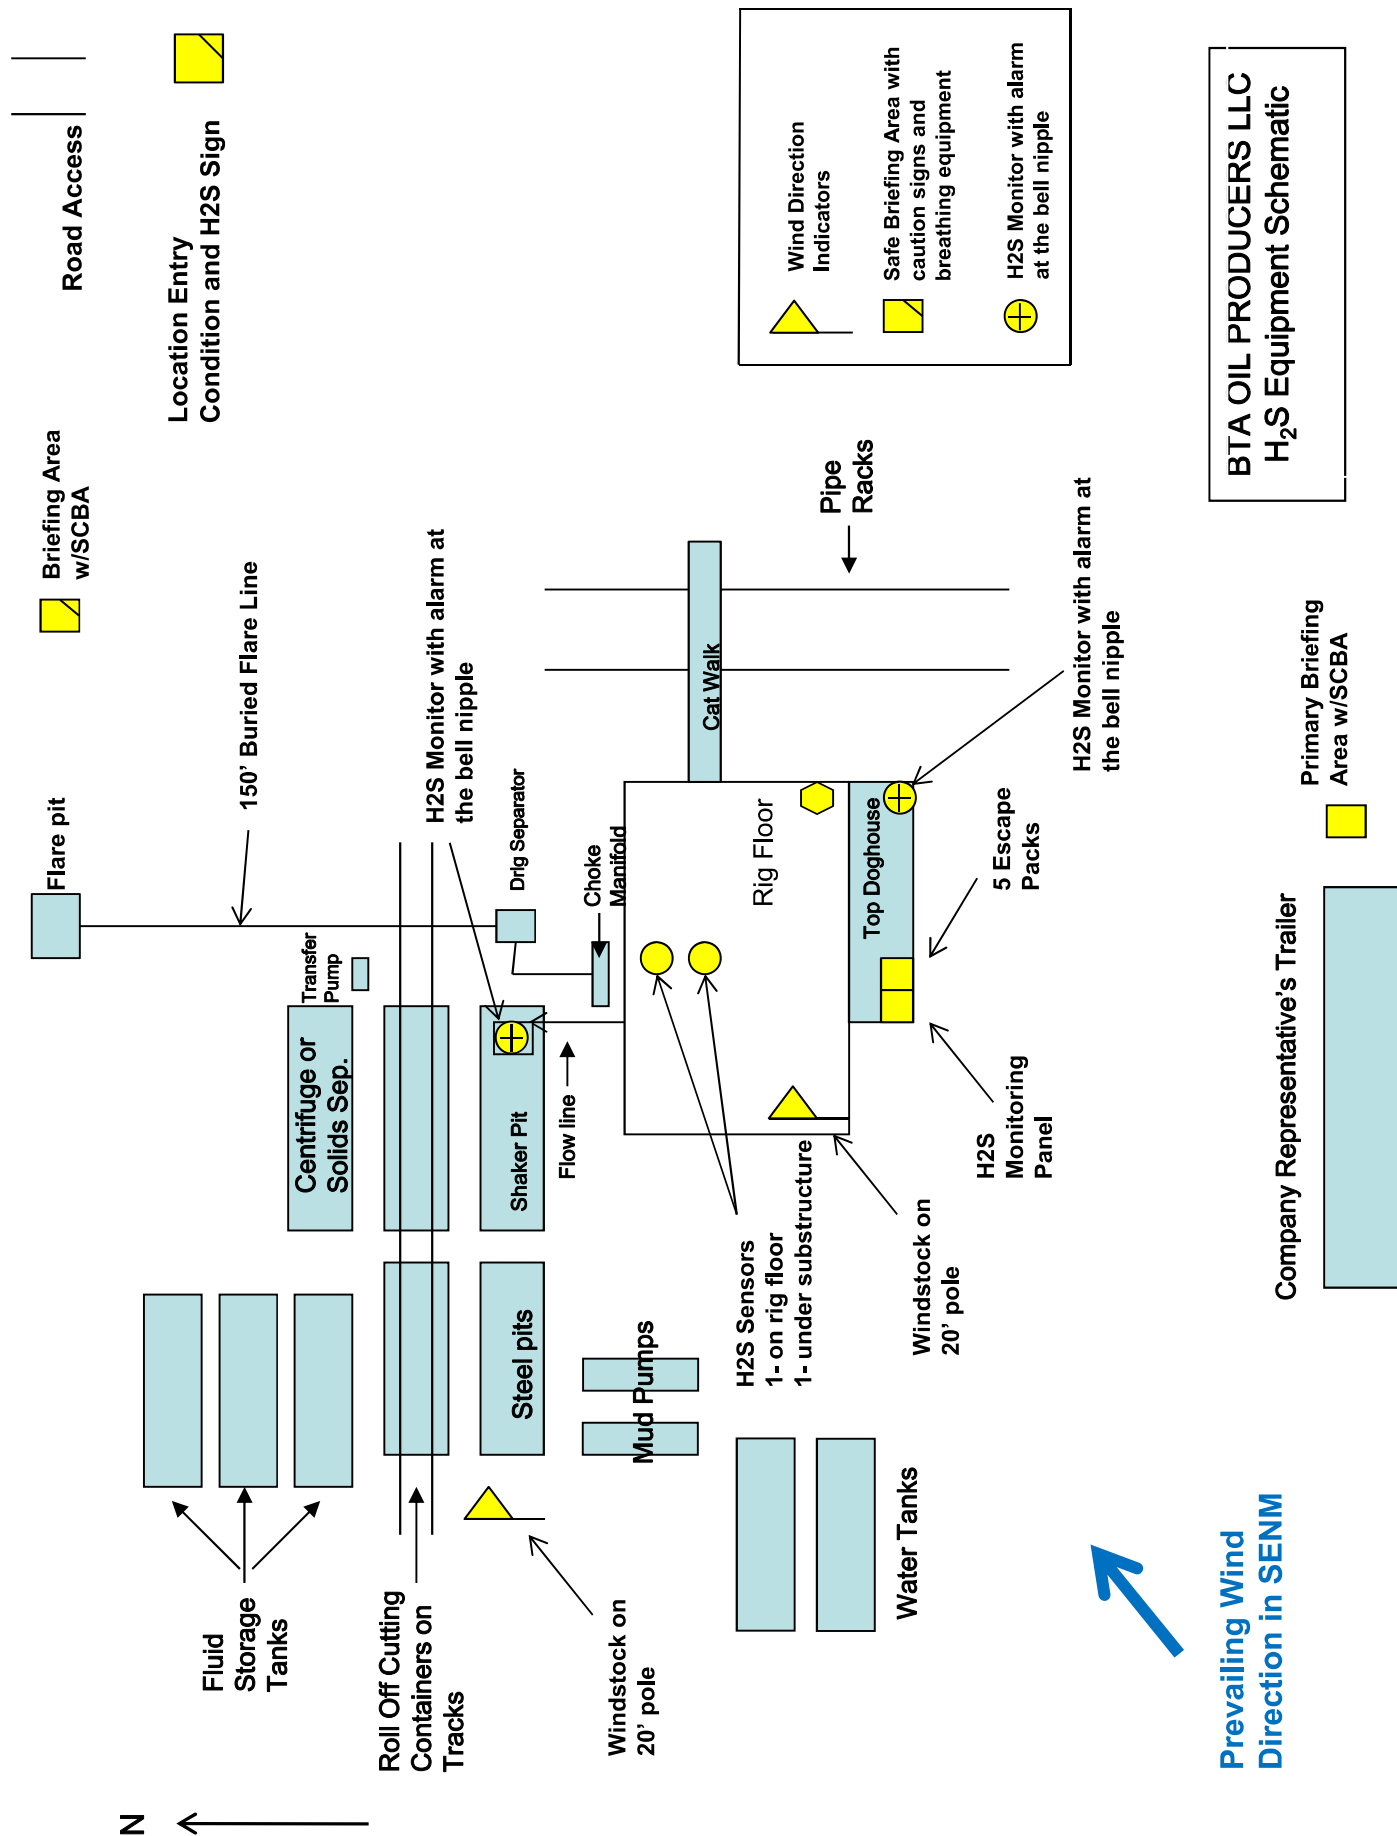 Road Access
Location Entry
Condition and H2S Sign
Briefing Area
w/SCBA
150' Buried Flare Line
Flare pit
H2S Monitor with alarm at
the bell nipple
Drlg Separator
Choke
Manifold
Transfer
Pump
Centrifuge or
Solids Sep.
Shaker Pit
Flow line
Steel pits
Mud Pumps
Fluid
Storage
Tanks
Roll Off Cutting
Containers on
Tracks
Windstock on
20' pole
N
Rig Floor
Cat Walk
Pipe
Racks
Top Doghouse
H2S Monitor with alarm at
the bell nipple
5 Escape
Packs
H2S
Monitoring
Panel
H2S Sensors
1- on rig floor
1- under substructure
Windstock on
20' pole
Water Tanks
Primary Briefing
Area w/SCBA
Company Representative's Trailer
Prevailing Wind
Direction in SENM
Wind Direction
Indicators
Safe Briefing Area with
caution signs and
breathing equipment
H2S Monitor with alarm
at the bell nipple
BTA OIL PRODUCERS LLC
H₂S Equipment Schematic